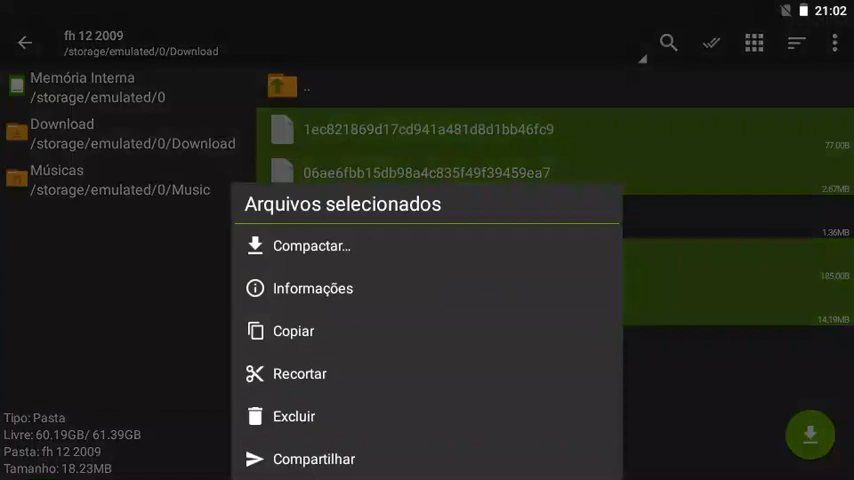 21:02
fh 12 2009
/storage/emulated/0/Download
Memória Interna
/storage/emulated/0
Download
/storage/emulated/0/Download
Músicas
/storage/emulated/0/Music
..
1ec821869d17cd941a481d8d1bb46fc9
77.00B
06ae6fbb15db98a4c835f49f39459ea7
2.67MB
1.36MB
185.00B
14.19MB
Arquivos selecionados
Compactar...
Informações
Copiar
Recortar
Excluir
Compartilhar
Tipo: Pasta
Livre: 60.19GB/ 61.39GB
Pasta: fh 12 2009
Tamanho: 18.23MB